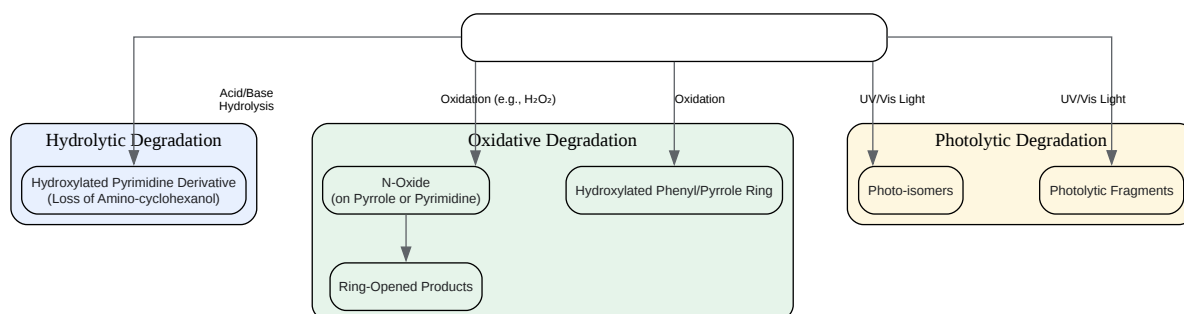 Acid/Base
Hydrolysis
Oxidation (e.g., H₂O₂)
Oxidation
UV/Vis Light
UV/Vis Light
Hydrolytic Degradation
Oxidative Degradation
Photolytic Degradation
Hydroxylated Pyrimidine Derivative
(Loss of Amino-cyclohexanol)
N-Oxide
(on Pyrrole or Pyrimidine)
Hydroxylated Phenyl/Pyrrole Ring
Photo-isomers
Photolytic Fragments
Ring-Opened Products